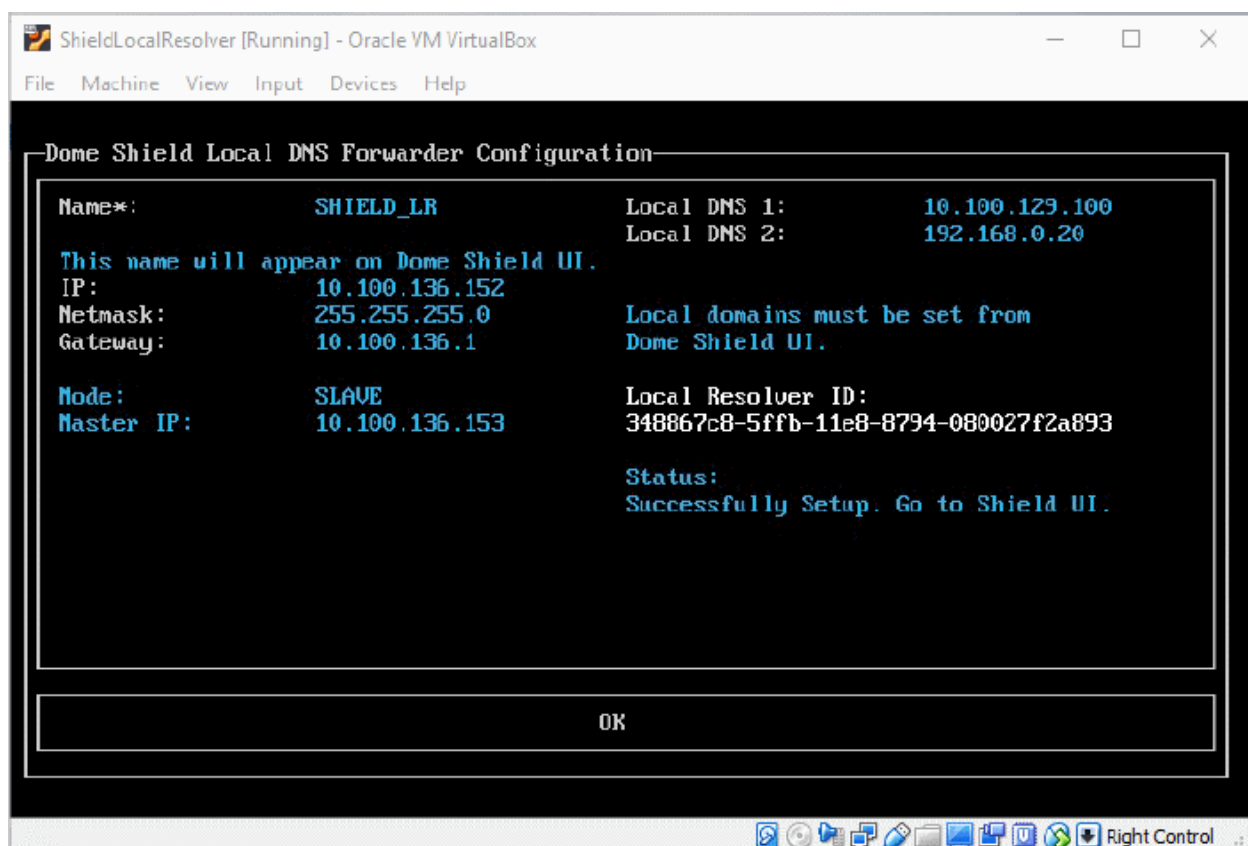 ShieldLocalResolver [Running] - Oracle VM VirtualBox
File Machine View Input Devices Help
Dome Shield Local DNS Forwarder Configuration
Name*: SHIELD_LR Local DNS 1: 10.100.129.100
Local DNS 2: 192.168.0.20
This name will appear on Dome Shield UI.
IP: 10.100.136.152
Netmask: 255.255.255.0 Local domains must be set from
Gateway: 10.100.136.1 Dome Shield UI.
Mode: SLAVE Local Resolver ID:
Master IP: 10.100.136.153 348867c8-5ffb-11e8-8794-080027f2a893
Status:
Successfully Setup. Go to Shield UI.
OK
Right Control